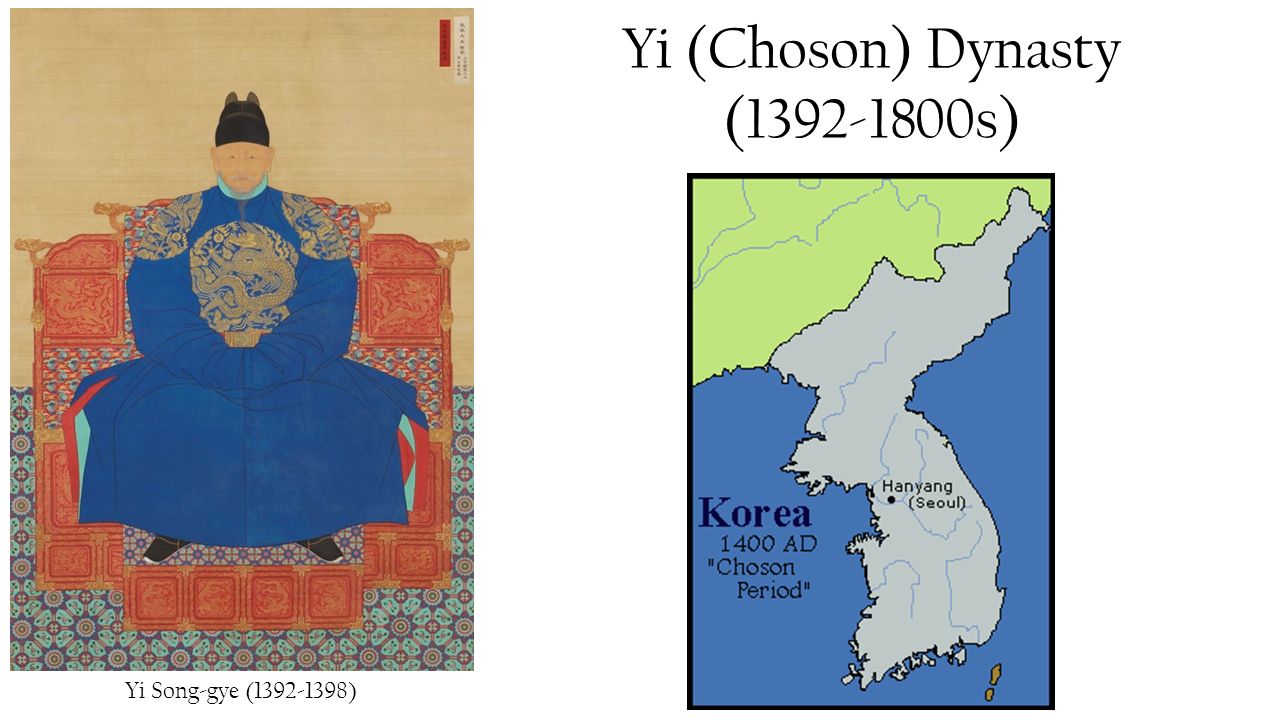 Yi (Choson) Dynasty
(1392-1800s)
Hanyang
(Seoul)
Korea
1400 AD
"Choson
Period"
Yi Song-gye (1392-1398)